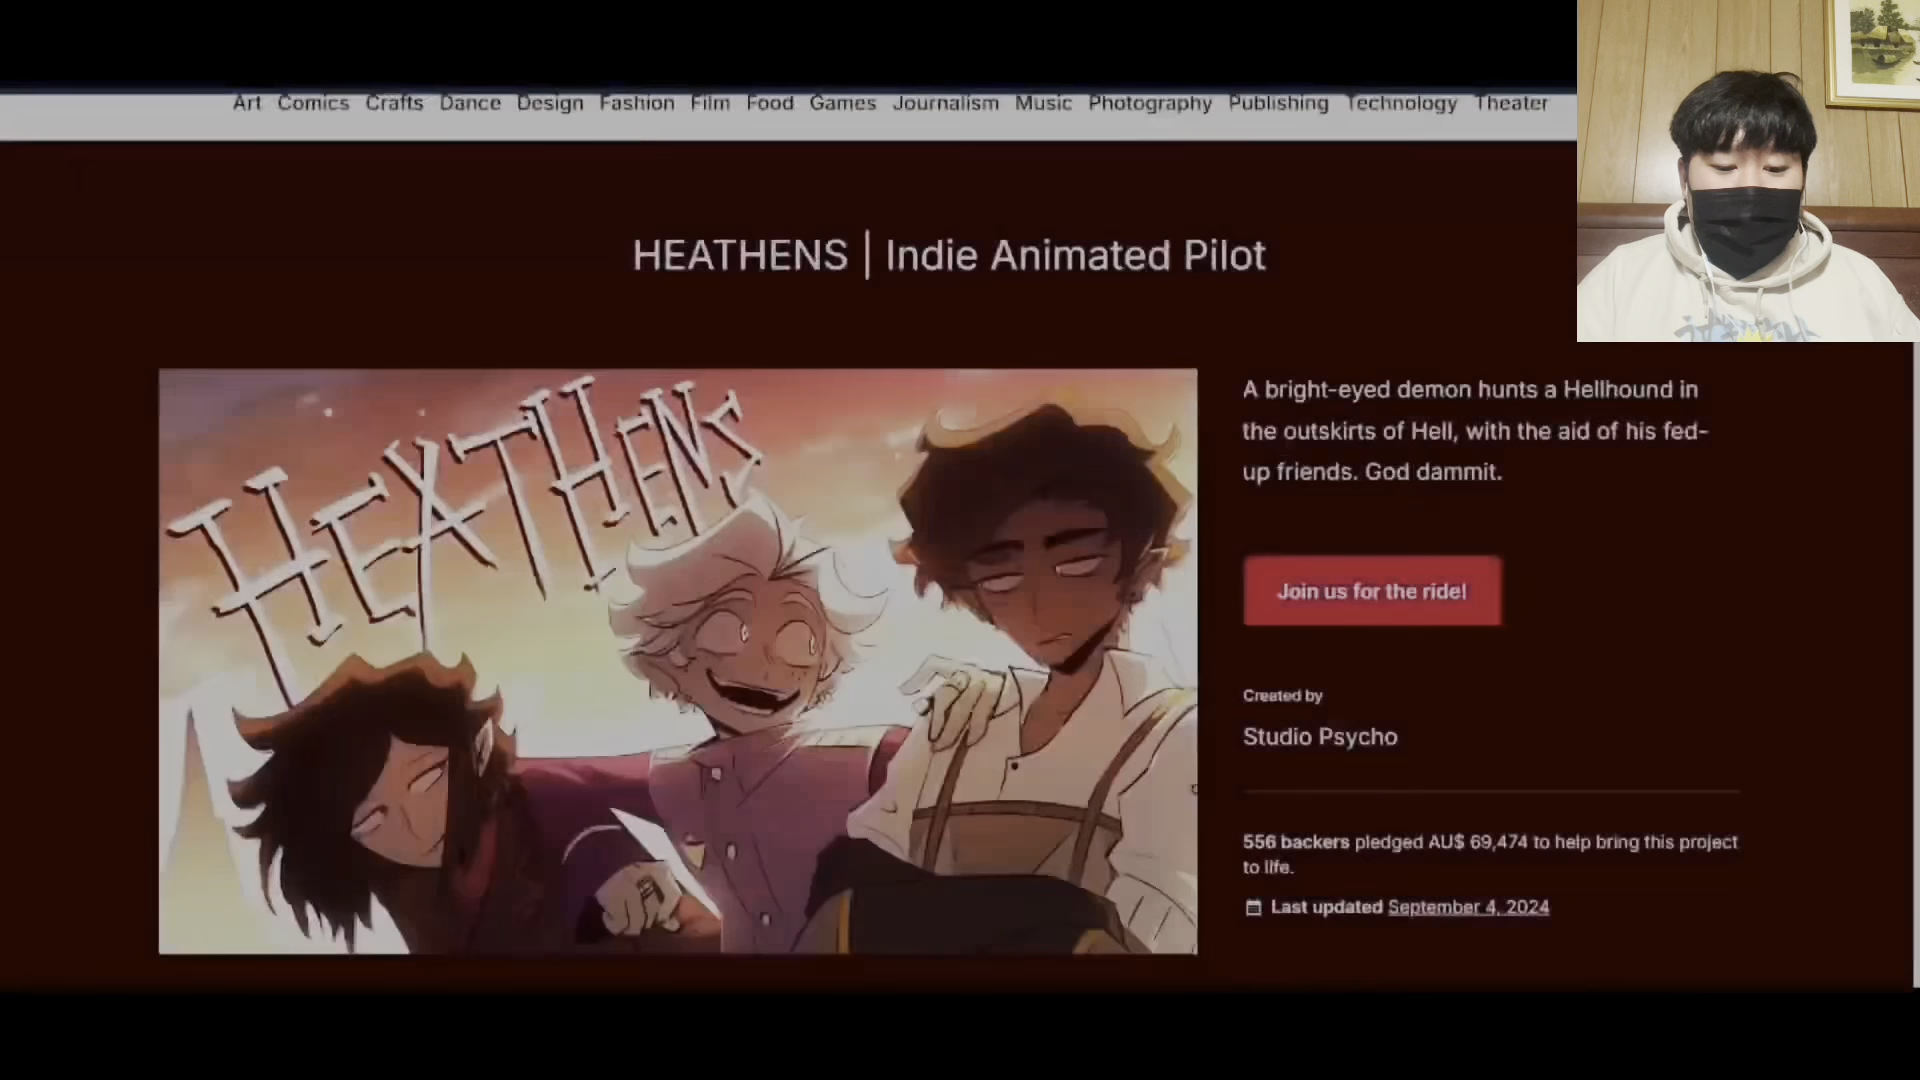 Art Comics Crafts Dance Design Fashion Film Food Games Journalism Music Photography Publishing Technology Theater
HEATHENS | Indie Animated Pilot
HEATHENS
A bright-eyed demon hunts a Hellhound in
the outskirts of Hell, with the aid of his fed-
up friends. God dammit.
Join us for the ride!
Created by
Studio Psycho
556 backers pledged AU$ 69,474 to help bring this project
to life.
Last updated September 4, 2024